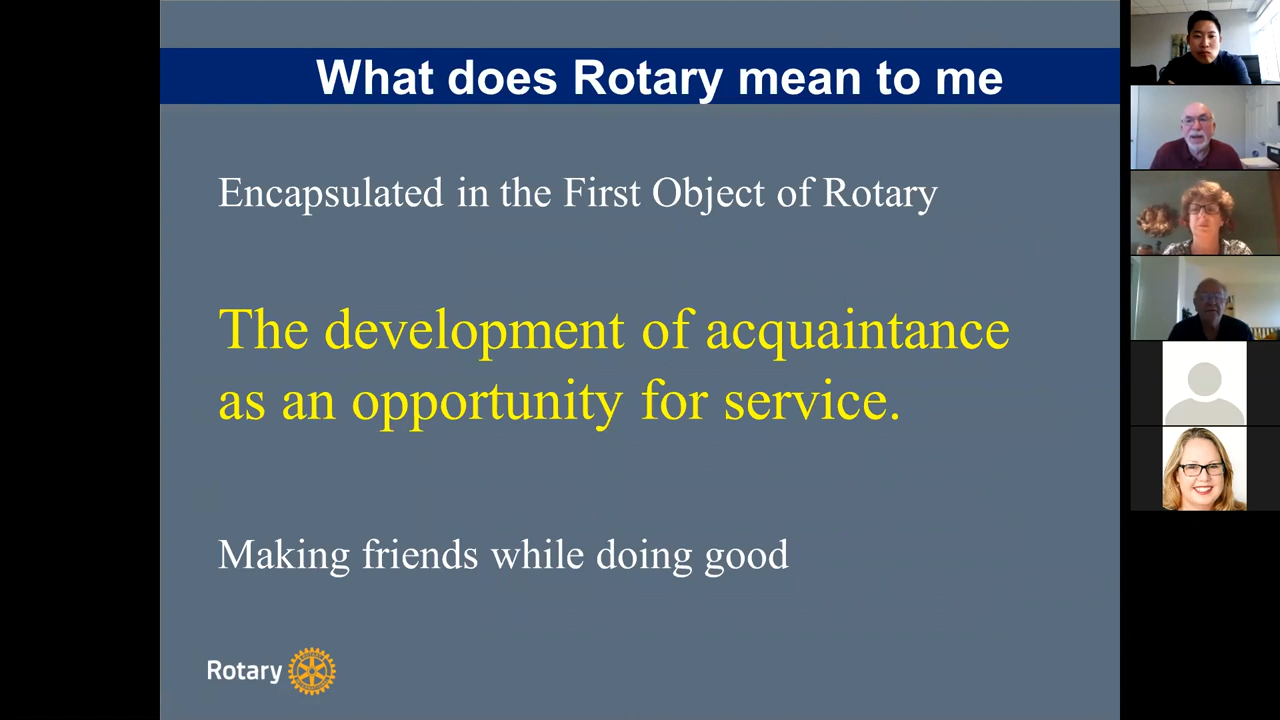 What does Rotary mean to me
Encapsulated in the First Object of Rotary
The development of acquaintance
as an opportunity for service.
Making friends while doing good
Rotary